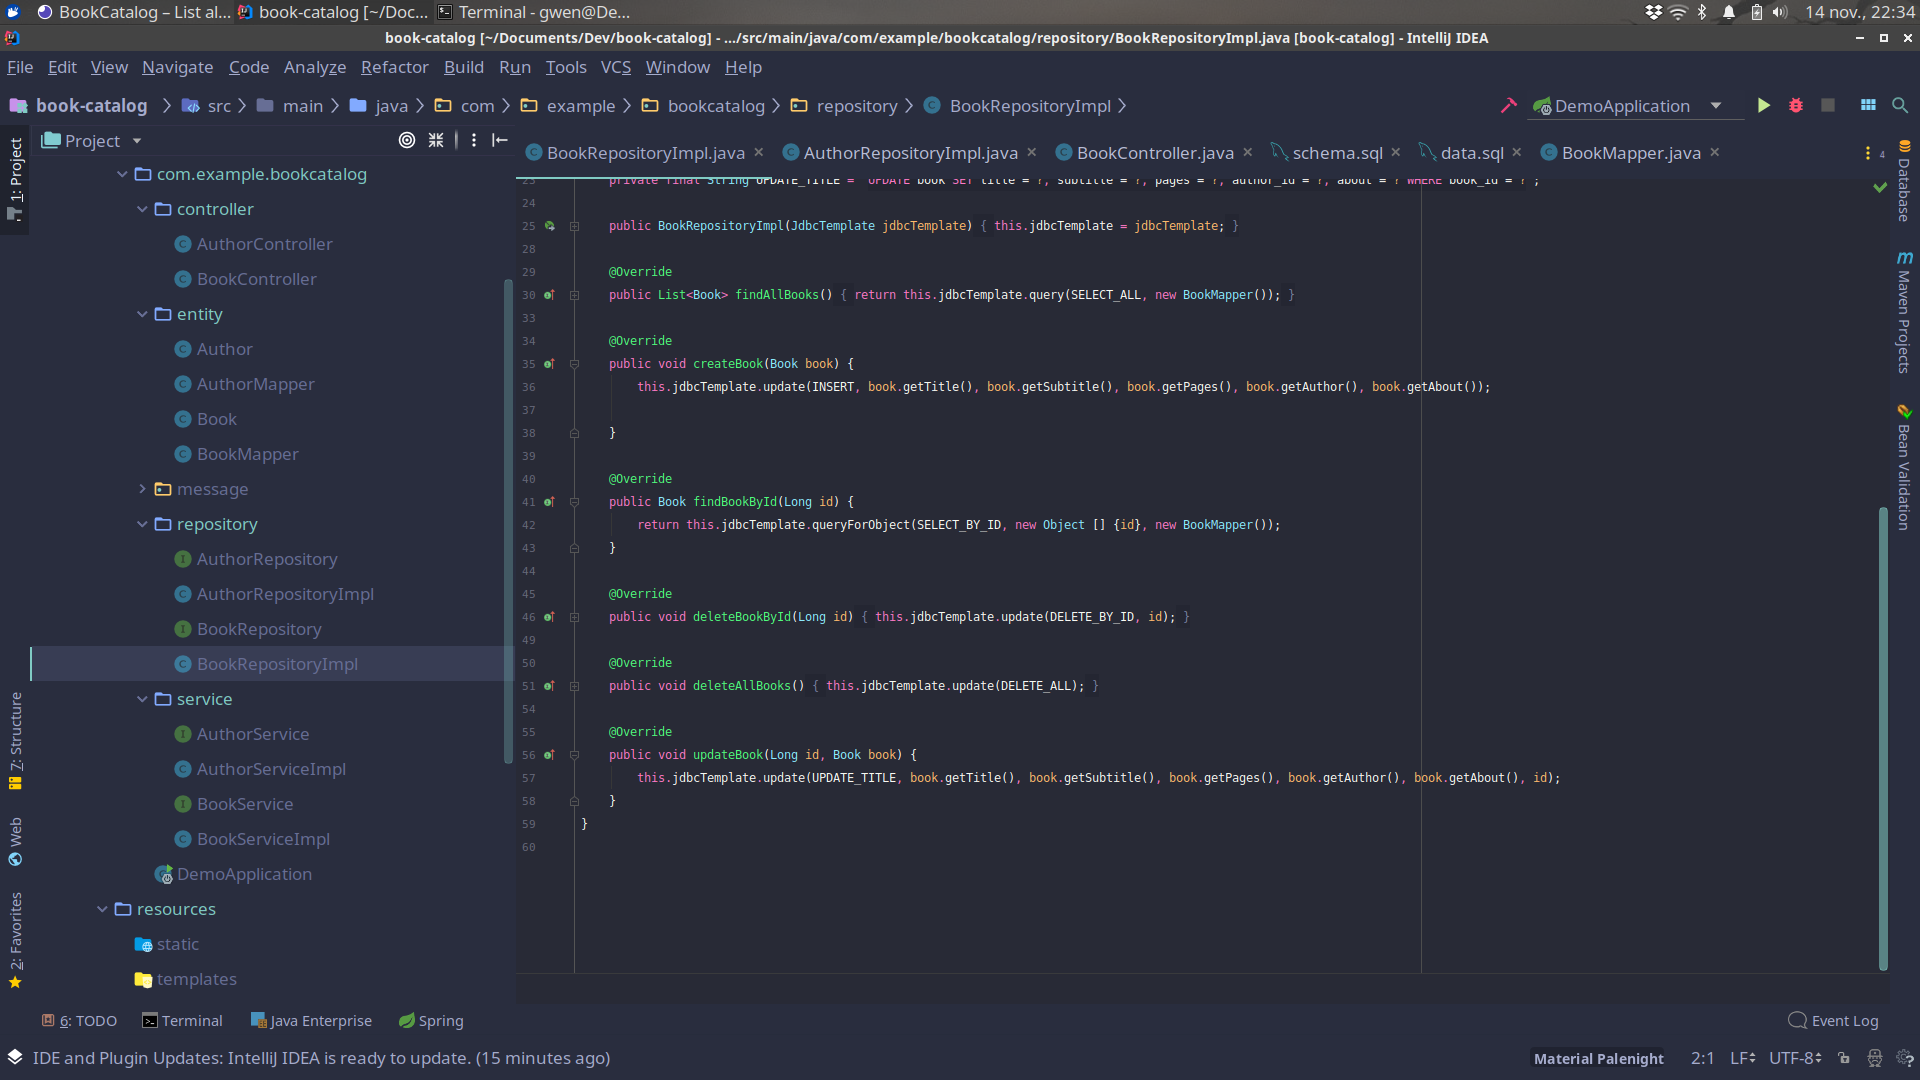 BookCatalog – List al...
book-catalog [~/Doc...
Terminal - gwen@De...
14 nov., 22:34
book-catalog [~/Documents/Dev/book-catalog] - .../src/main/java/com/example/bookcatalog/repository/BookRepositoryImpl.java [book-catalog] - IntelliJ IDEA
File Edit View Navigate Code Analyze Refactor Build Run Tools VCS Window Help
book-catalog src main java com example bookcatalog repository BookRepositoryImpl
DemoApplication
1: Project
7: Structure
Web
2: Favorites
Project
com.example.bookcatalog
controller
AuthorController
BookController
entity
Author
AuthorMapper
Book
BookMapper
message
repository
AuthorRepository
AuthorRepositoryImpl
BookRepository
BookRepositoryImpl
service
AuthorService
AuthorServiceImpl
BookService
BookServiceImpl
DemoApplication
resources
static
templates
BookRepositoryImpl.java AuthorRepositoryImpl.java BookController.java schema.sql data.sql BookMapper.java 4
23 private final String UPDATE_TITLE = "UPDATE book SET title = ?, subtitle = ?, pages = ?, author_id = ?, about = ? WHERE book_id = ?";
24
25 public BookRepositoryImpl(JdbcTemplate jdbcTemplate) { this.jdbcTemplate = jdbcTemplate; }
28
29 @Override
30 public List<Book> findAllBooks() { return this.jdbcTemplate.query(SELECT_ALL, new BookMapper()); }
33
34 @Override
35 public void createBook(Book book) {
36 this.jdbcTemplate.update(INSERT, book.getTitle(), book.getSubtitle(), book.getPages(), book.getAuthor(), book.getAbout());
37
38 }
39
40 @Override
41 public Book findBookById(Long id) {
42 return this.jdbcTemplate.queryForObject(SELECT_BY_ID, new Object [] {id}, new BookMapper());
43 }
44
45 @Override
46 public void deleteBookById(Long id) { this.jdbcTemplate.update(DELETE_BY_ID, id); }
49
50 @Override
51 public void deleteAllBooks() { this.jdbcTemplate.update(DELETE_ALL); }
54
55 @Override
56 public void updateBook(Long id, Book book) {
57 this.jdbcTemplate.update(UPDATE_TITLE, book.getTitle(), book.getSubtitle(), book.getPages(), book.getAuthor(), book.getAbout(), id);
58 }
59 }
60
Database
Maven Projects
Bean Validation
6: TODO Terminal Java Enterprise Spring
Event Log
IDE and Plugin Updates: IntelliJ IDEA is ready to update. (15 minutes ago)
Material Palenight 2:1 LF UTF-8